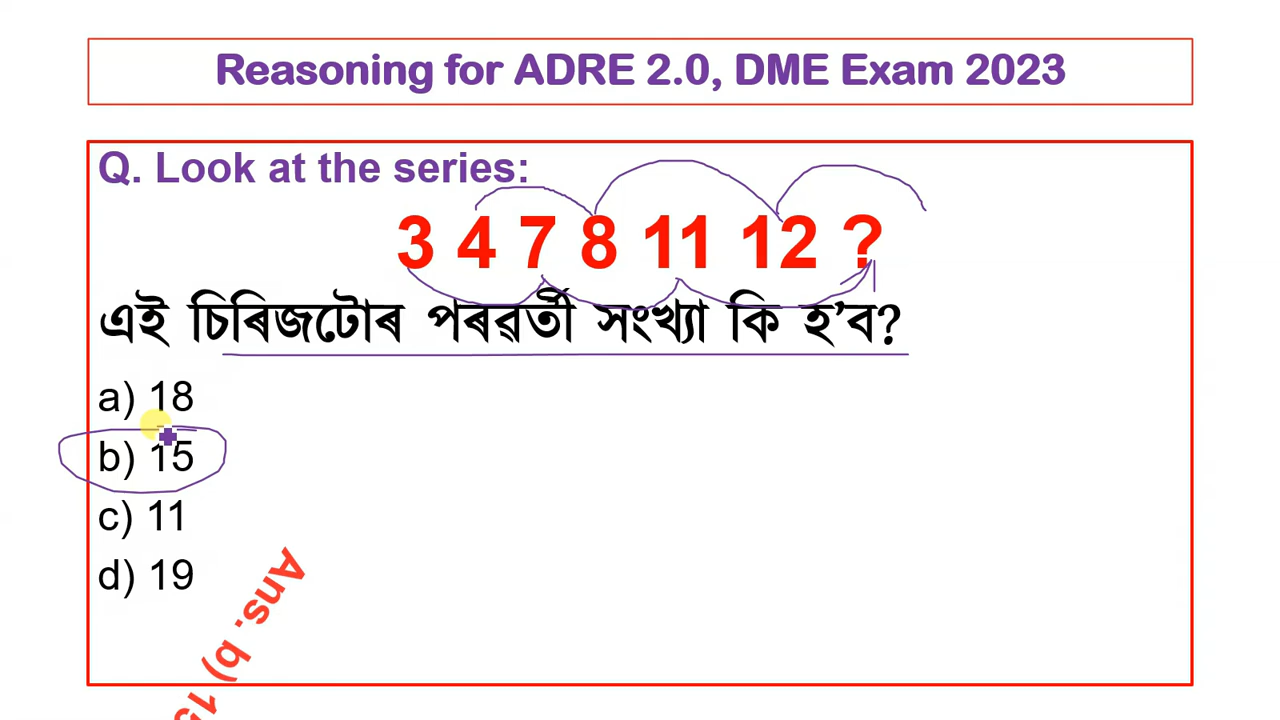 Reasoning for ADRE 2.0, DME Exam 2023
Q. Look at the series:
3 4 7 8 11 12 ?
এই চিৰিজটোৰ পৰৱৰ্তী সংখ্যা কি হ’ব?
a) 18
b) 15
c) 11
d) 19
Ans. b) 15